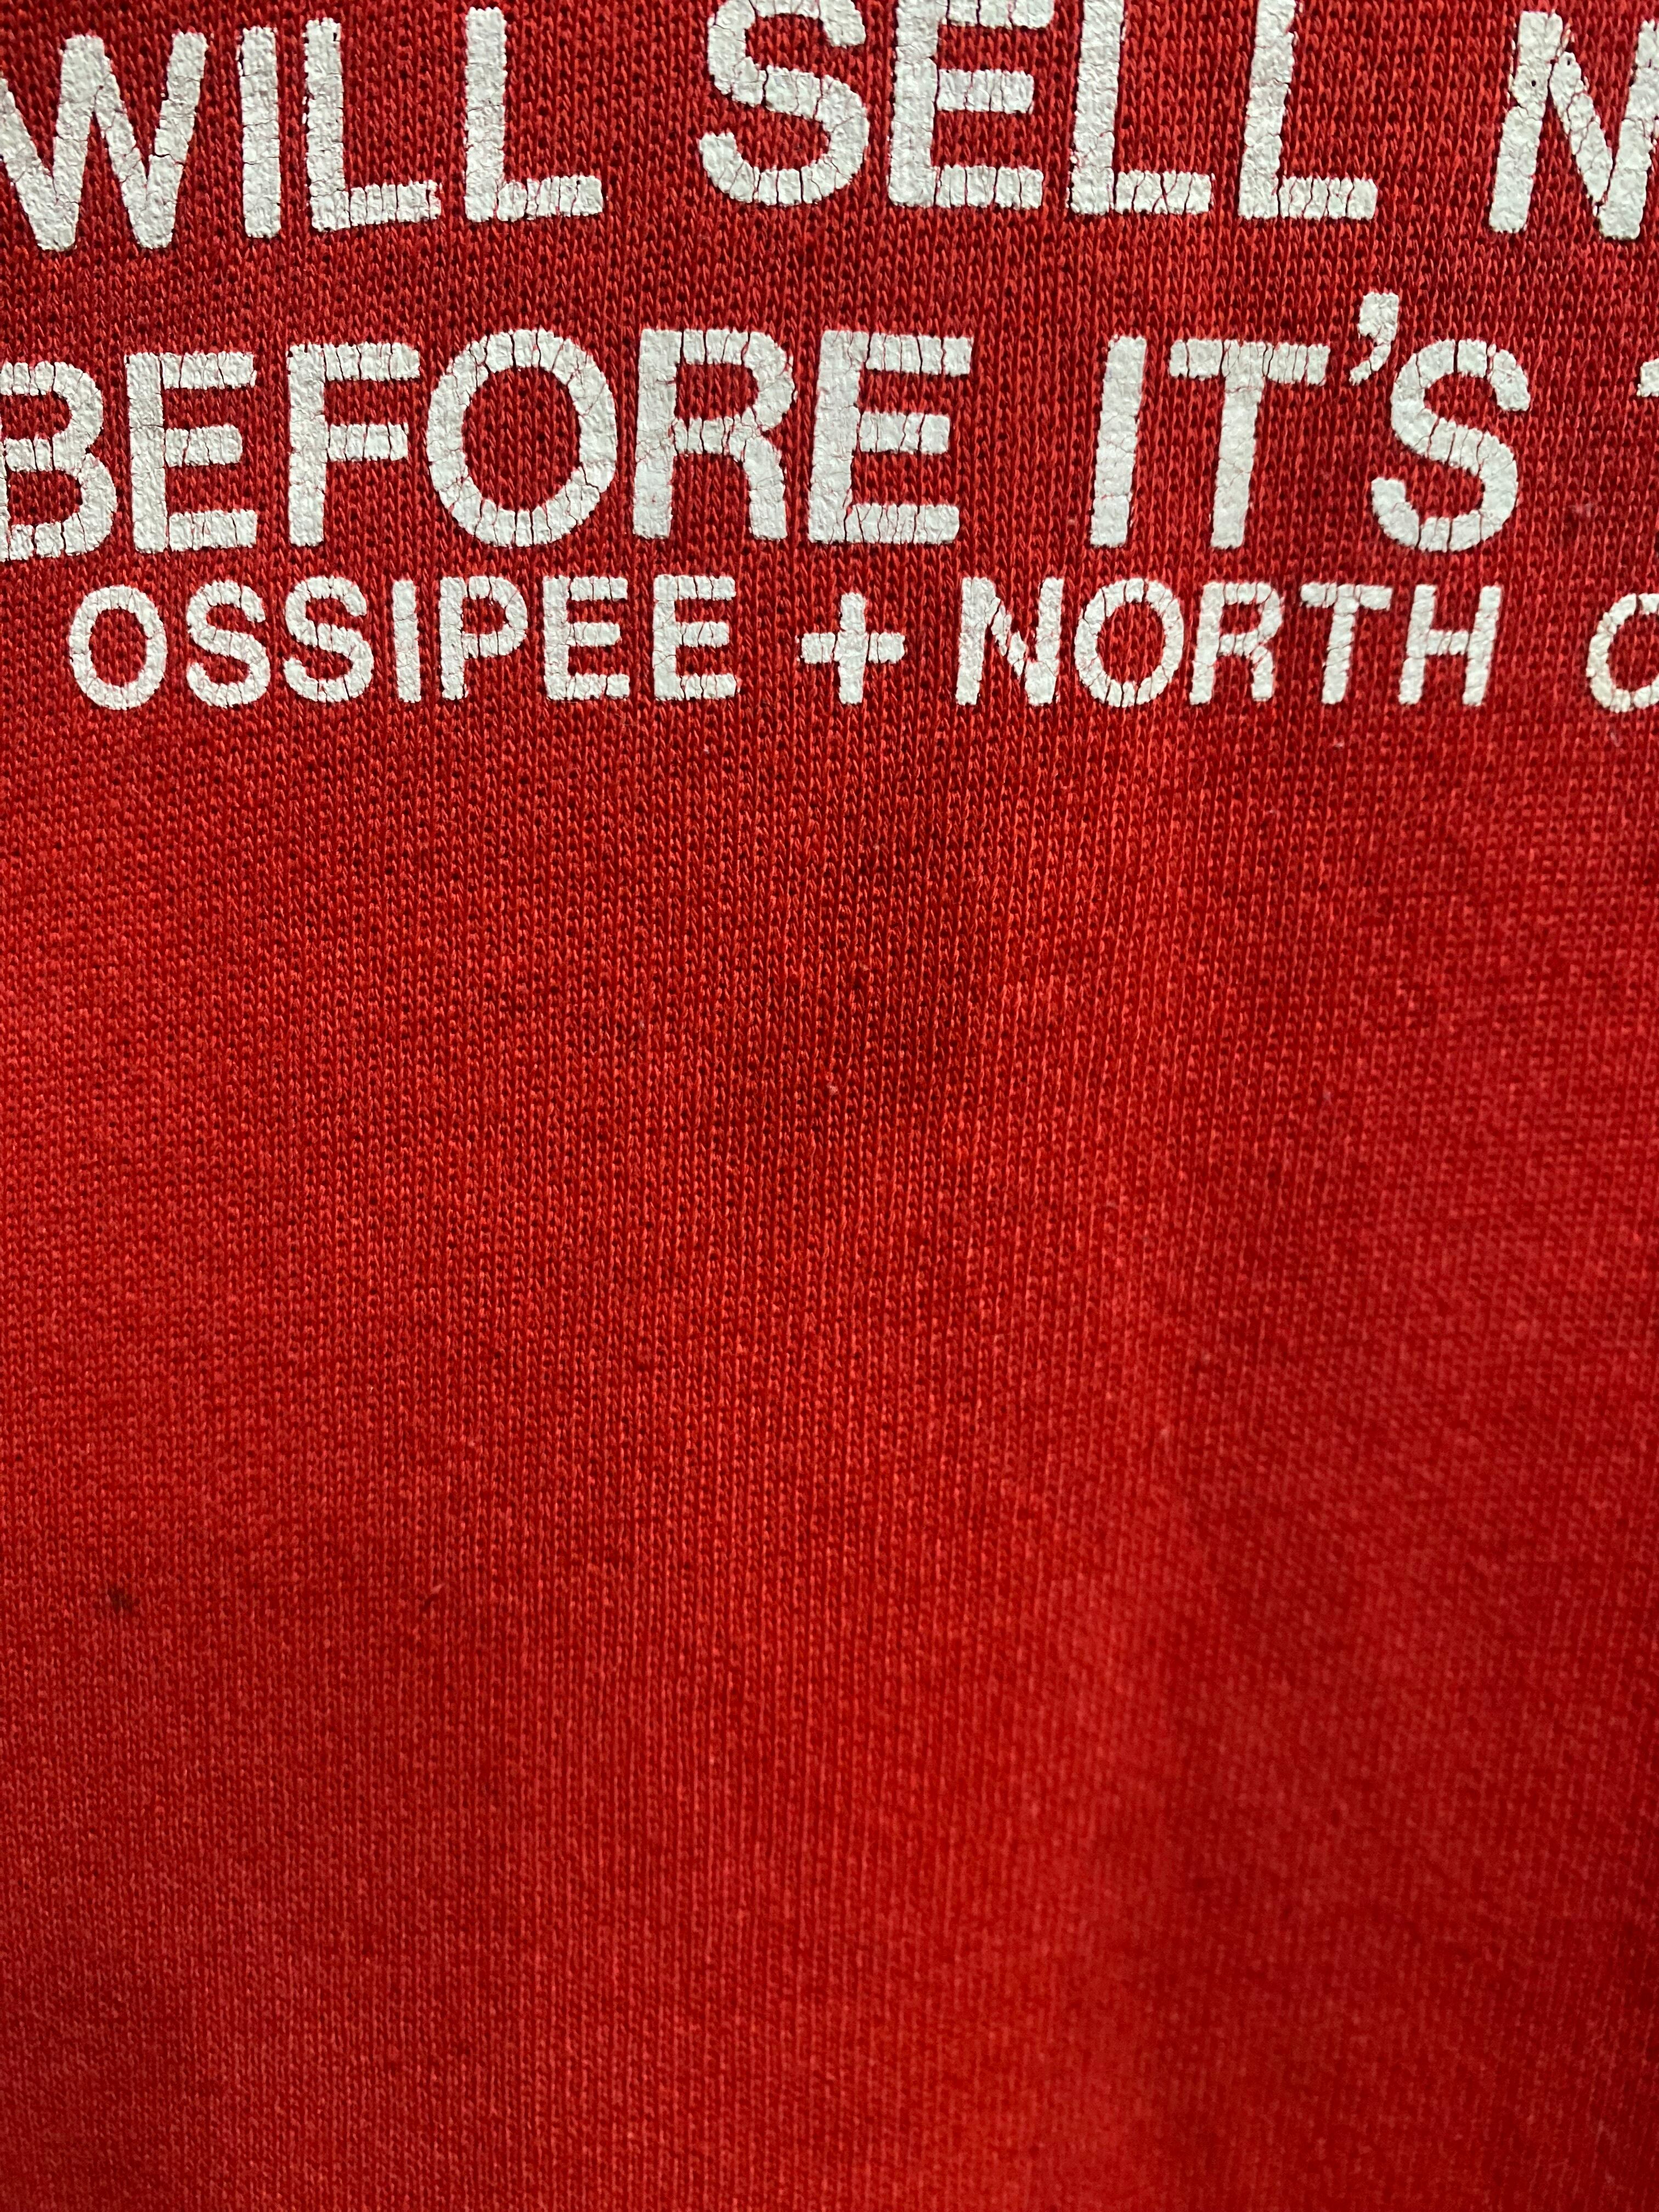 WILL SELL N
BEFORE IT'S
OSSIPEE + NORTH